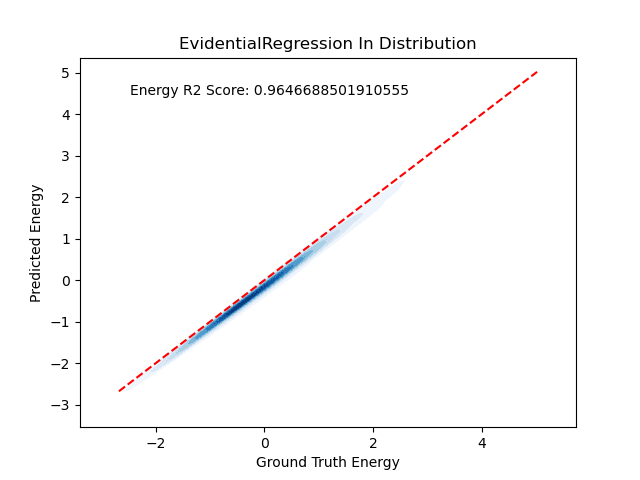 EvidentialRegression In Distribution
Energy R2 Score: 0.9646688501910555
5
4
3
2
1
0
−1
−2
−3
Predicted Energy
−2 0 2 4
Ground Truth Energy